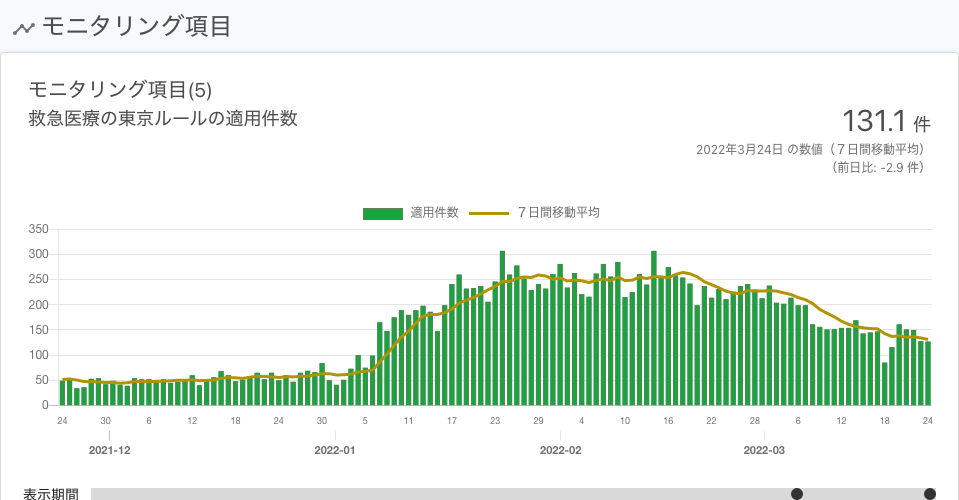 モニタリング項目
モニタリング項目(5)
救急医療の東京ルールの適用件数
131.1 件
2022年3月24日 の数値（７日間移動平均）
（前日比: -2.9 件）
適用件数 ７日間移動平均
350
300
250
200
150
100
50
0
24 30 6 12 18 24 30 5 11 17 23 29 4 10 16 22 28 6 12 18 24
2021-12 2022-01 2022-02 2022-03
表示期間